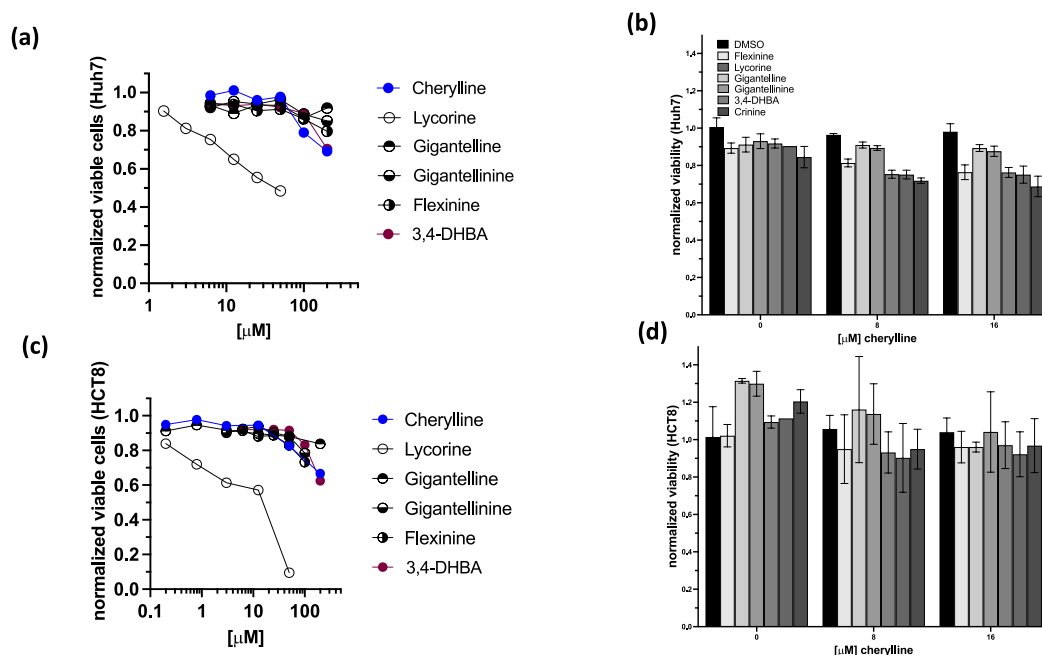 (a)
normalized viable cells (Huh7)
1.0
0.8
0.6
0.4
0.2
0.0
1
10
100
[μM]
Cherylline
Lycorine
Gigantelline
Gigantellinine
Flexinine
3,4-DHBA
(b)
normalized viability (Huh7)
1,4
1,2
1,0
0,8
0,6
0,4
0,2
0,0
DMSO
Flexinine
Lycorine
Gigantelline
Gigantellinine
3,4-DHBA
Crinine
0
8
16
[μM] cherylline
(c)
normalized viable cells (HCT8)
1.0
0.8
0.6
0.4
0.2
0.0
0.1
1
10
100
[μM]
Cherylline
Lycorine
Gigantelline
Gigantellinine
Flexinine
3,4-DHBA
(d)
normalized viability (HCT8)
1,4
1,2
1,0
0,8
0,6
0,4
0,2
0,0
0
8
16
[μM] cherylline